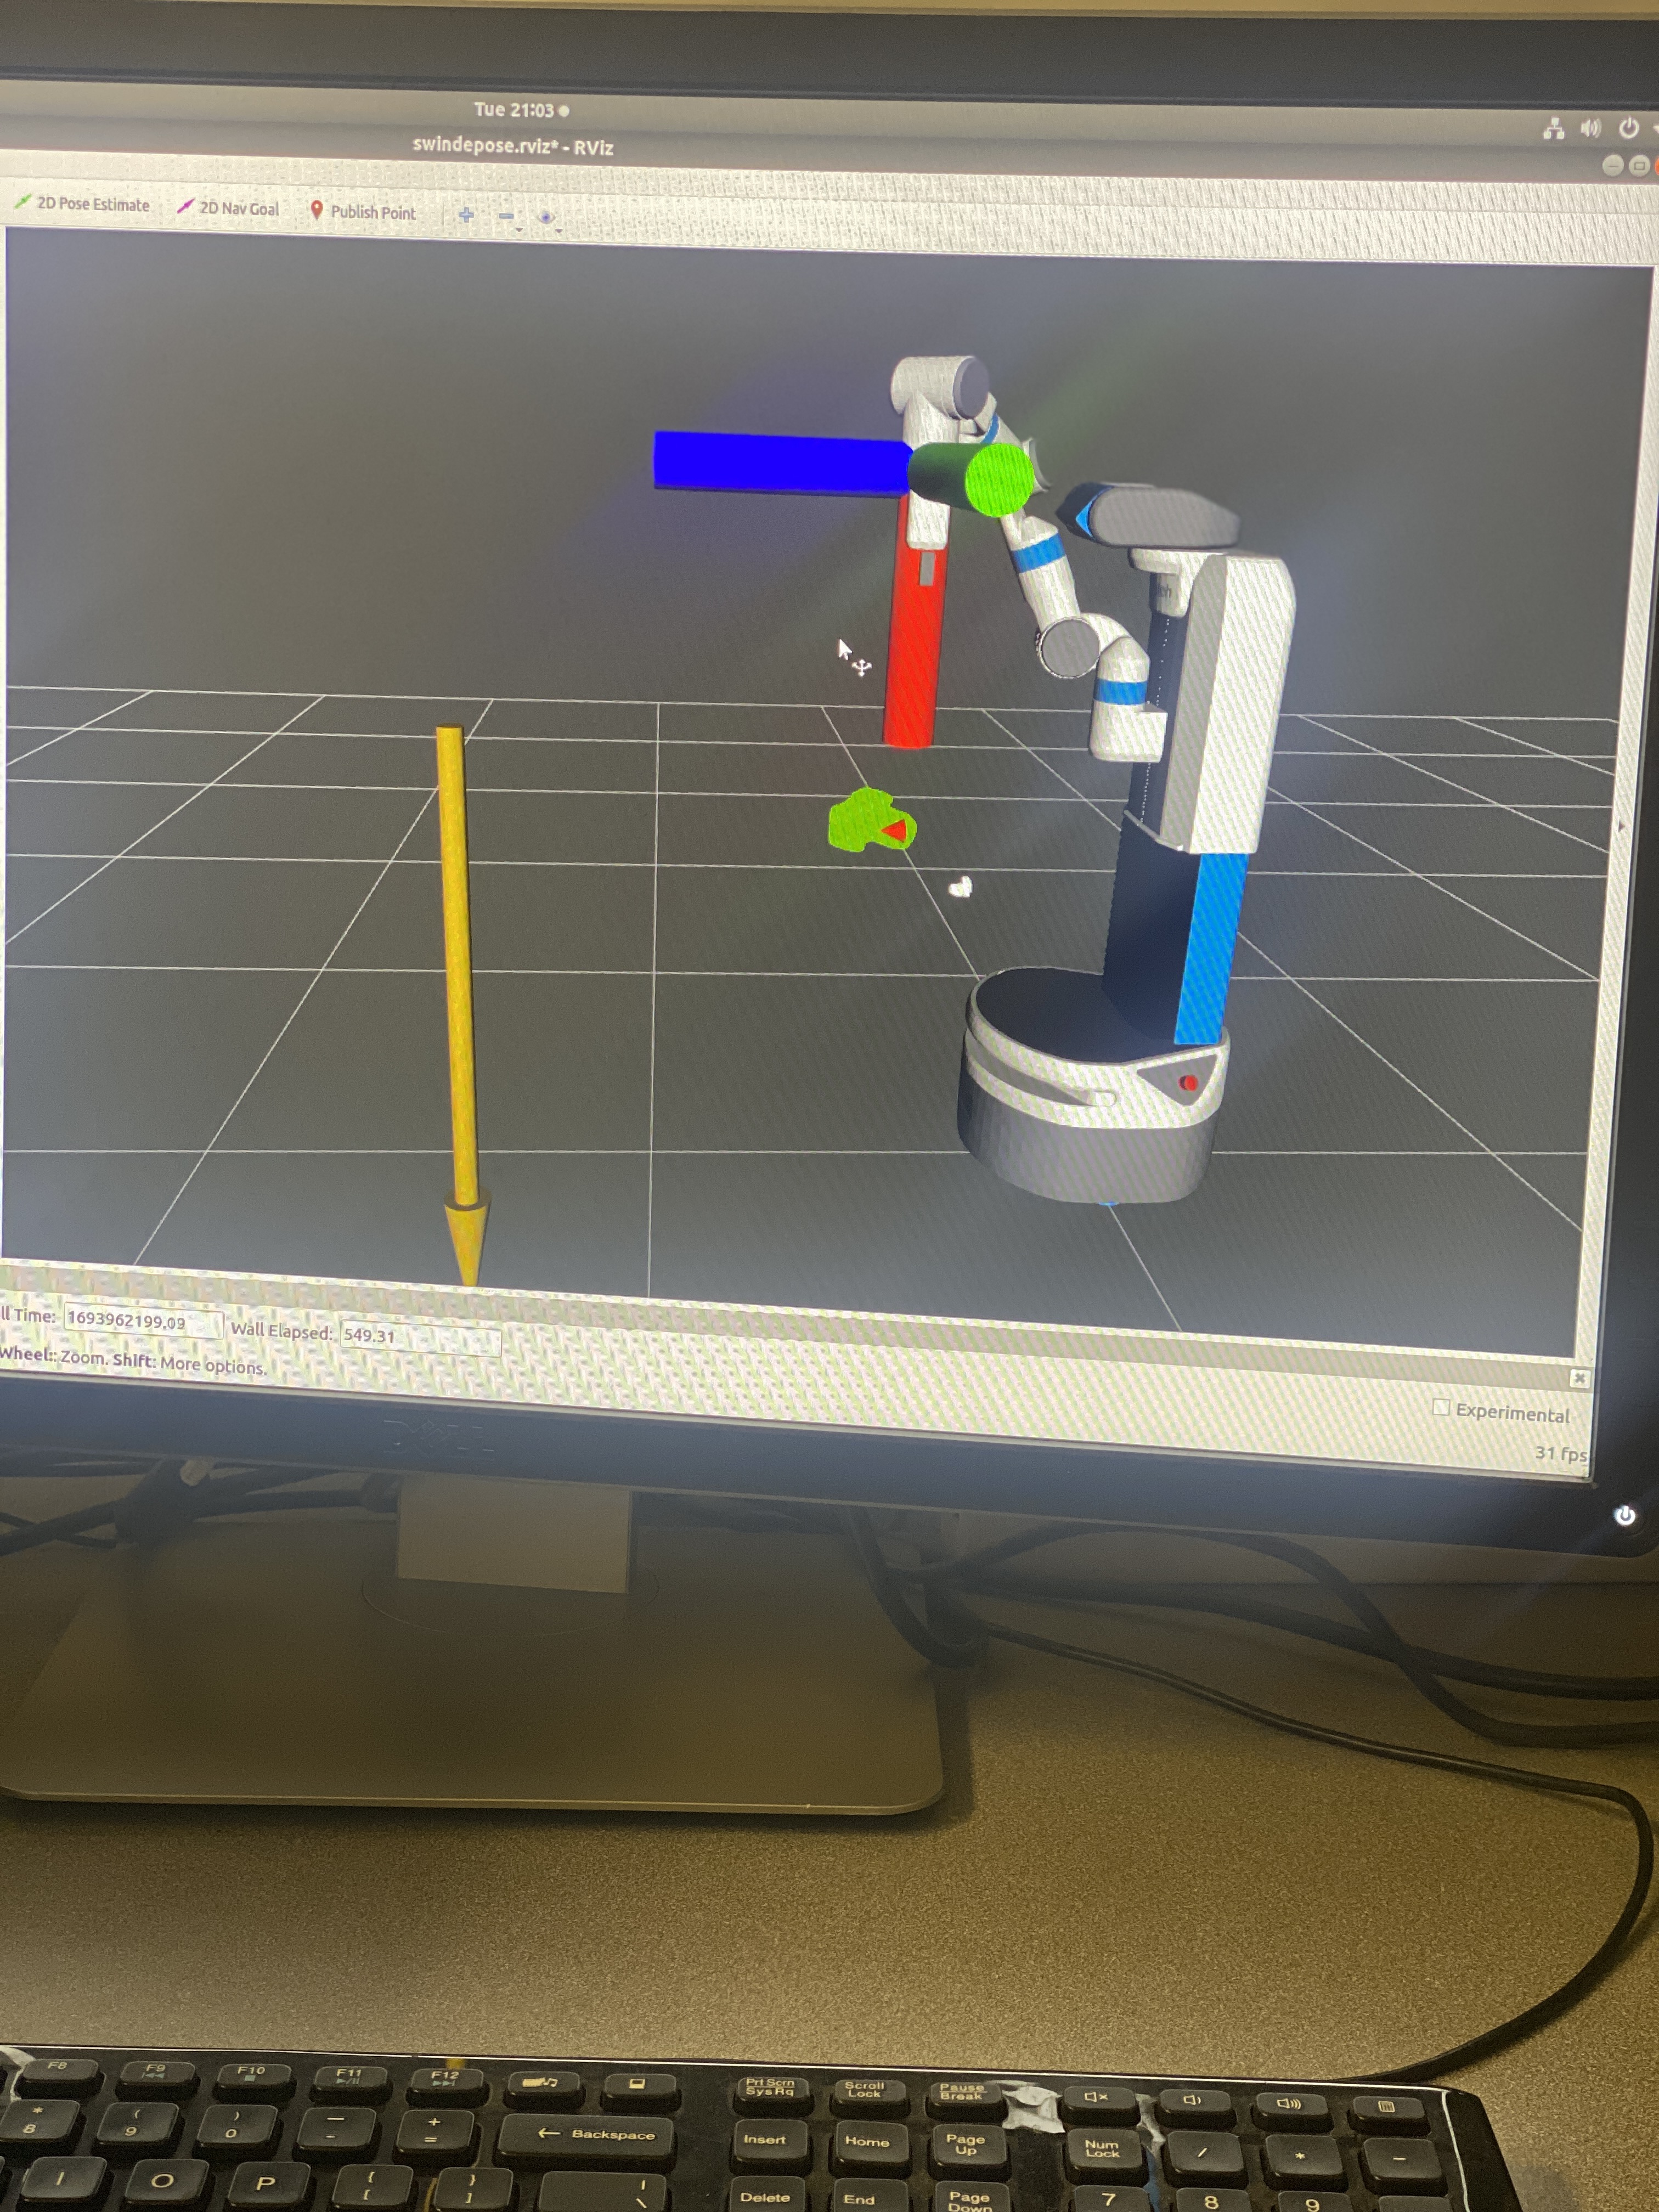 Tue 21:03
swindepose.rviz* - RViz
2D Pose Estimate 2D Nav Goal Publish Point
ll Time: 1693962199.09 Wall Elapsed: 549.31
Wheel:: Zoom. Shift: More options.
Experimental
31 fps
DELL
F8 F9 F10 F11 F12 Prt Scrn SysRq Scroll Lock Pause Break
* 8 ( 9 ) 0 — - + = ← Backspace Insert Home Page Up Num Lock / * −
I O P { [ } ] | \ Delete End Page Down 7 8 9